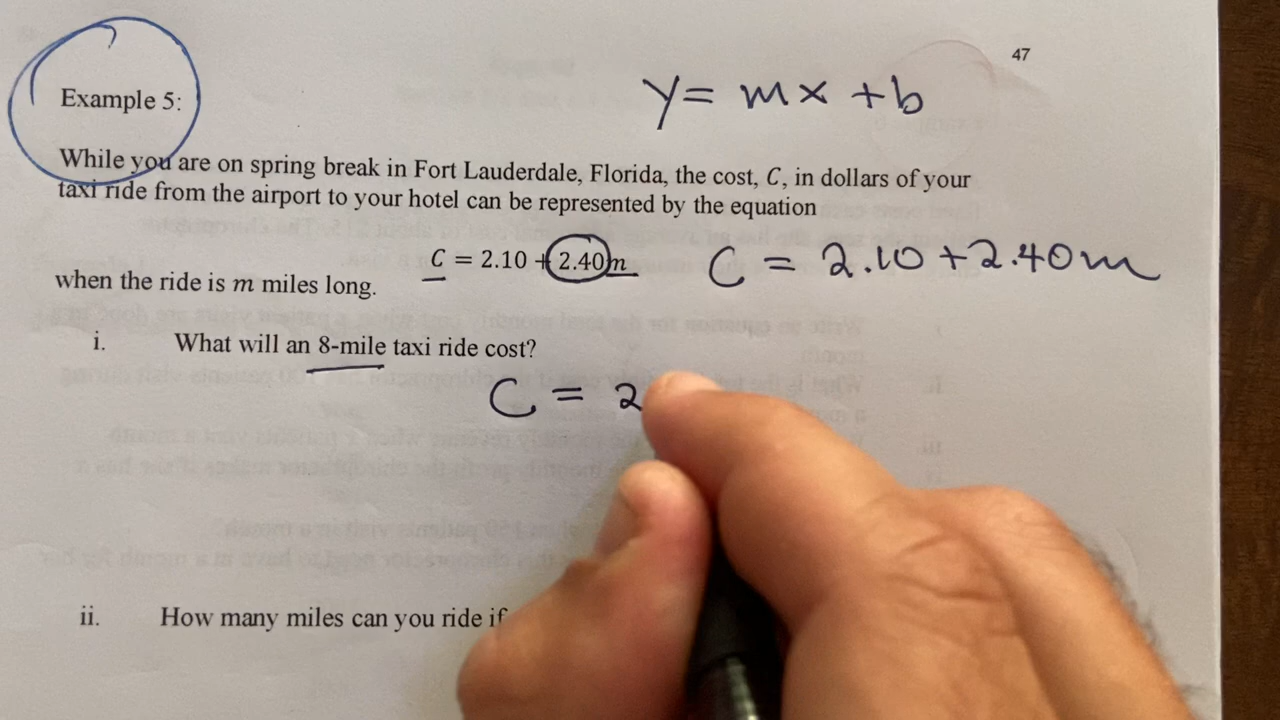 47
Example 5:
y = mx + b
While you are on spring break in Fort Lauderdale, Florida, the cost, C, in dollars of your
taxi ride from the airport to your hotel can be represented by the equation
C = 2.10 + 2.40m
C = 2.10 + 2.40m
when the ride is m miles long.
i. What will an 8-mile taxi ride cost?
C = 2
ii. How many miles can you ride if